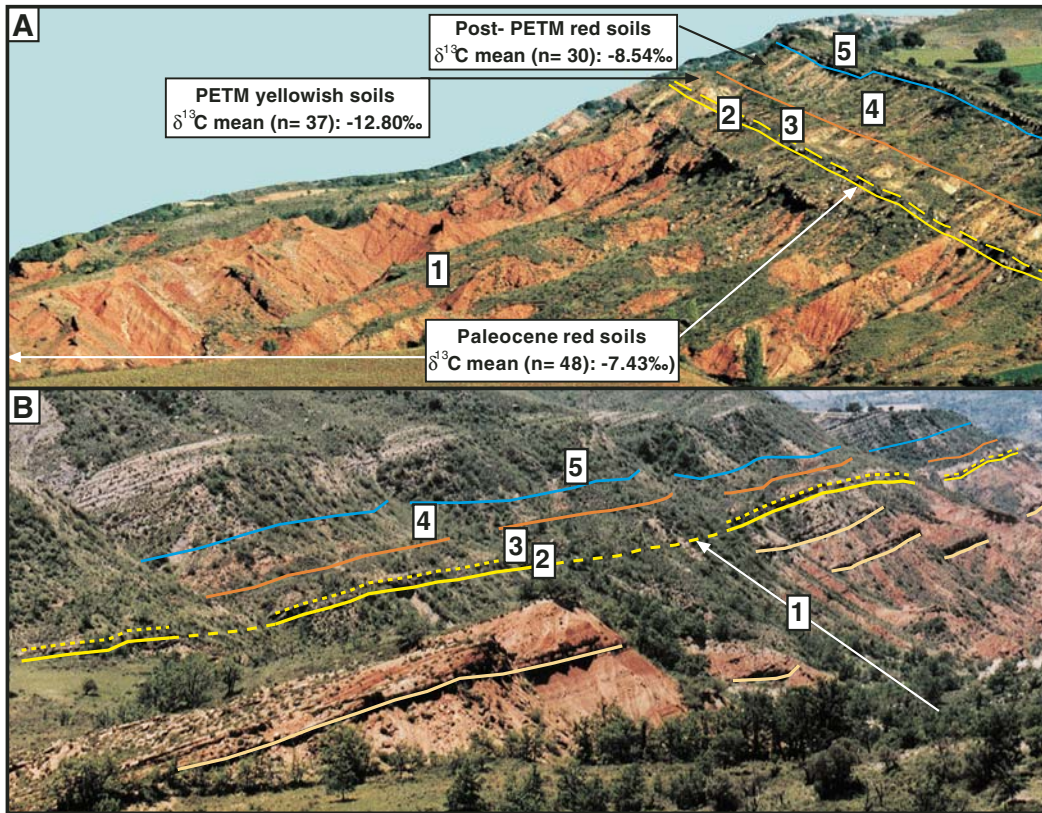 A
Post- PETM red soils
δ¹³C mean (n= 30): -8.54‰
PETM yellowish soils
δ¹³C mean (n= 37): -12.80‰
5
4
2
3
1
Paleocene red soils
δ¹³C mean (n= 48): -7.43‰)
B
5
4
3
2
1